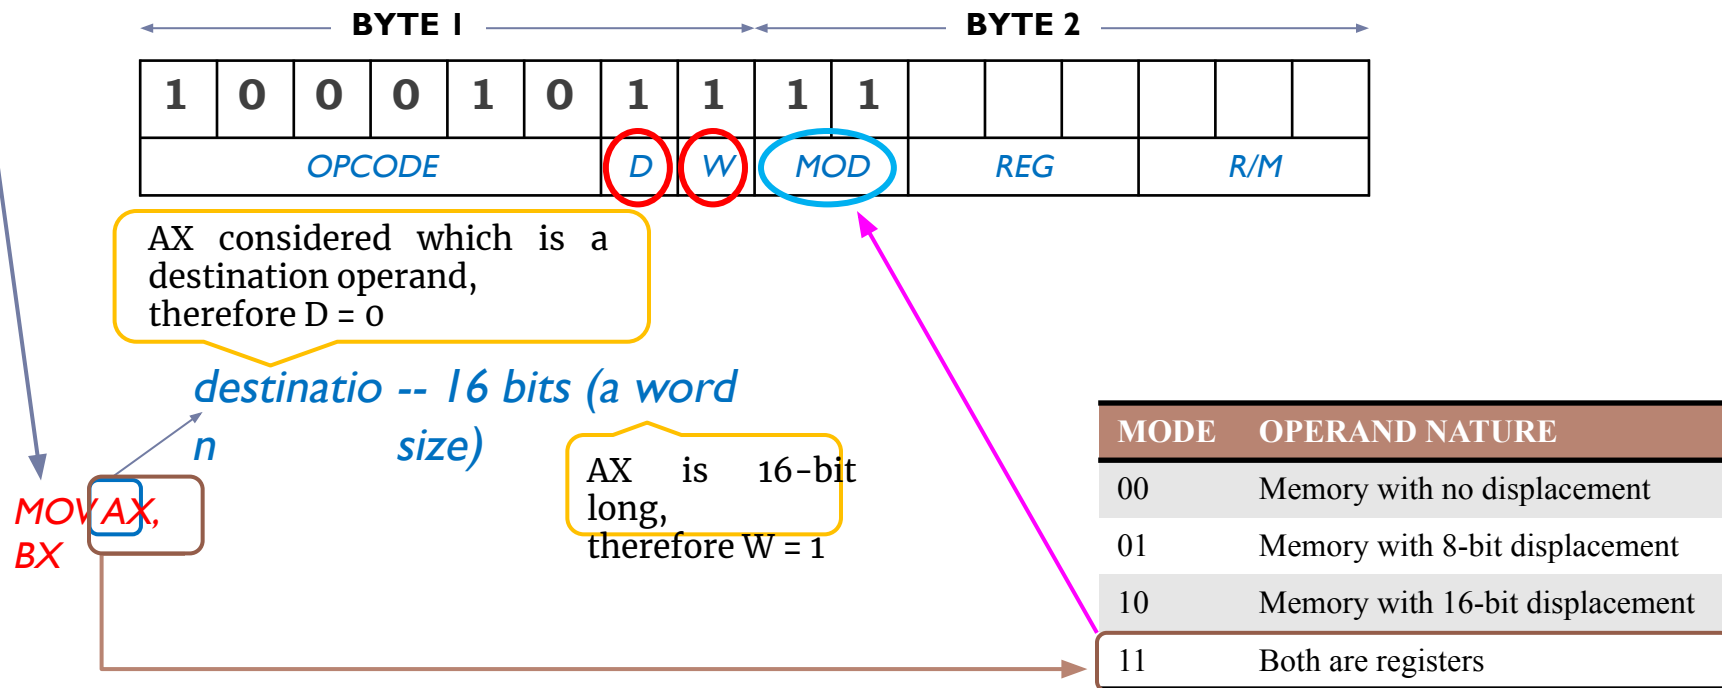 BYTE 1 BYTE 2
1 0 0 0 1 0 1 1 1 1
OPCODE D W MOD REG R/M
AX considered which is a
destination operand,
therefore D = 0
destinatio -- 16 bits (a word
n size)
AX is 16-bit
long,
therefore W = 1
MOV AX,
BX
MODE OPERAND NATURE
00 Memory with no displacement
01 Memory with 8-bit displacement
10 Memory with 16-bit displacement
11 Both are registers